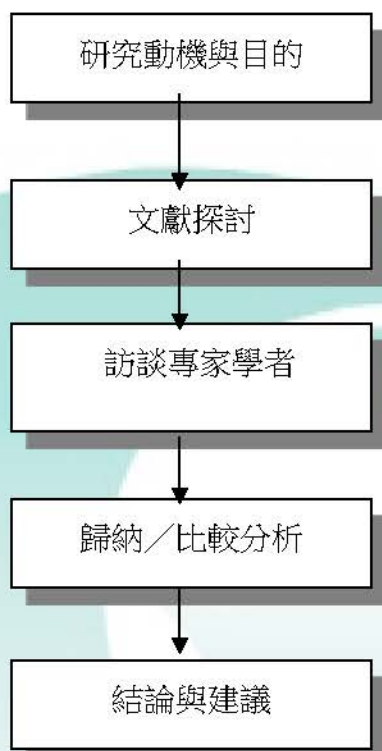 研究動機與目的
文獻探討
訪談專家學者
歸納／比較分析
結論與建議